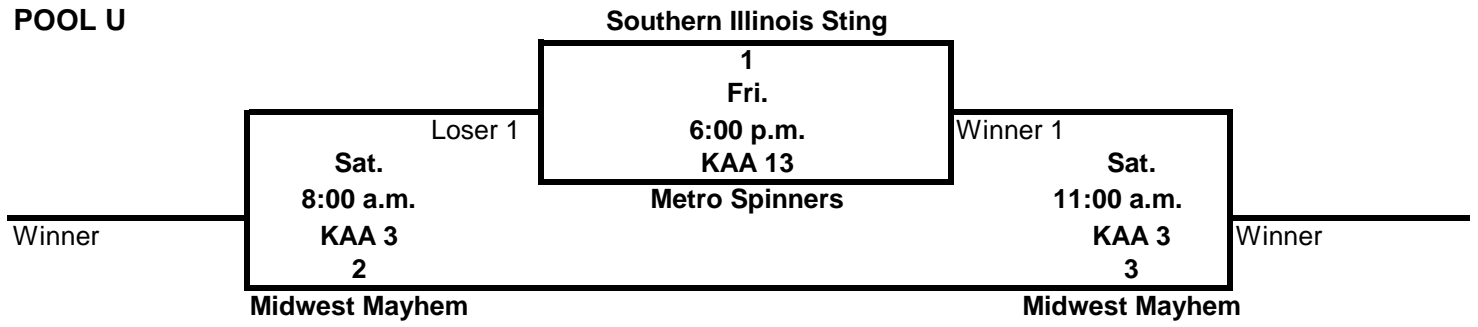 POOL U
Southern Illinois Sting
1
Fri.
6:00 p.m.
KAA 13
Metro Spinners
Loser 1
Winner 1
Sat.
8:00 a.m.
KAA 3
2
Midwest Mayhem
Winner
Sat.
11:00 a.m.
KAA 3
3
Midwest Mayhem
Winner